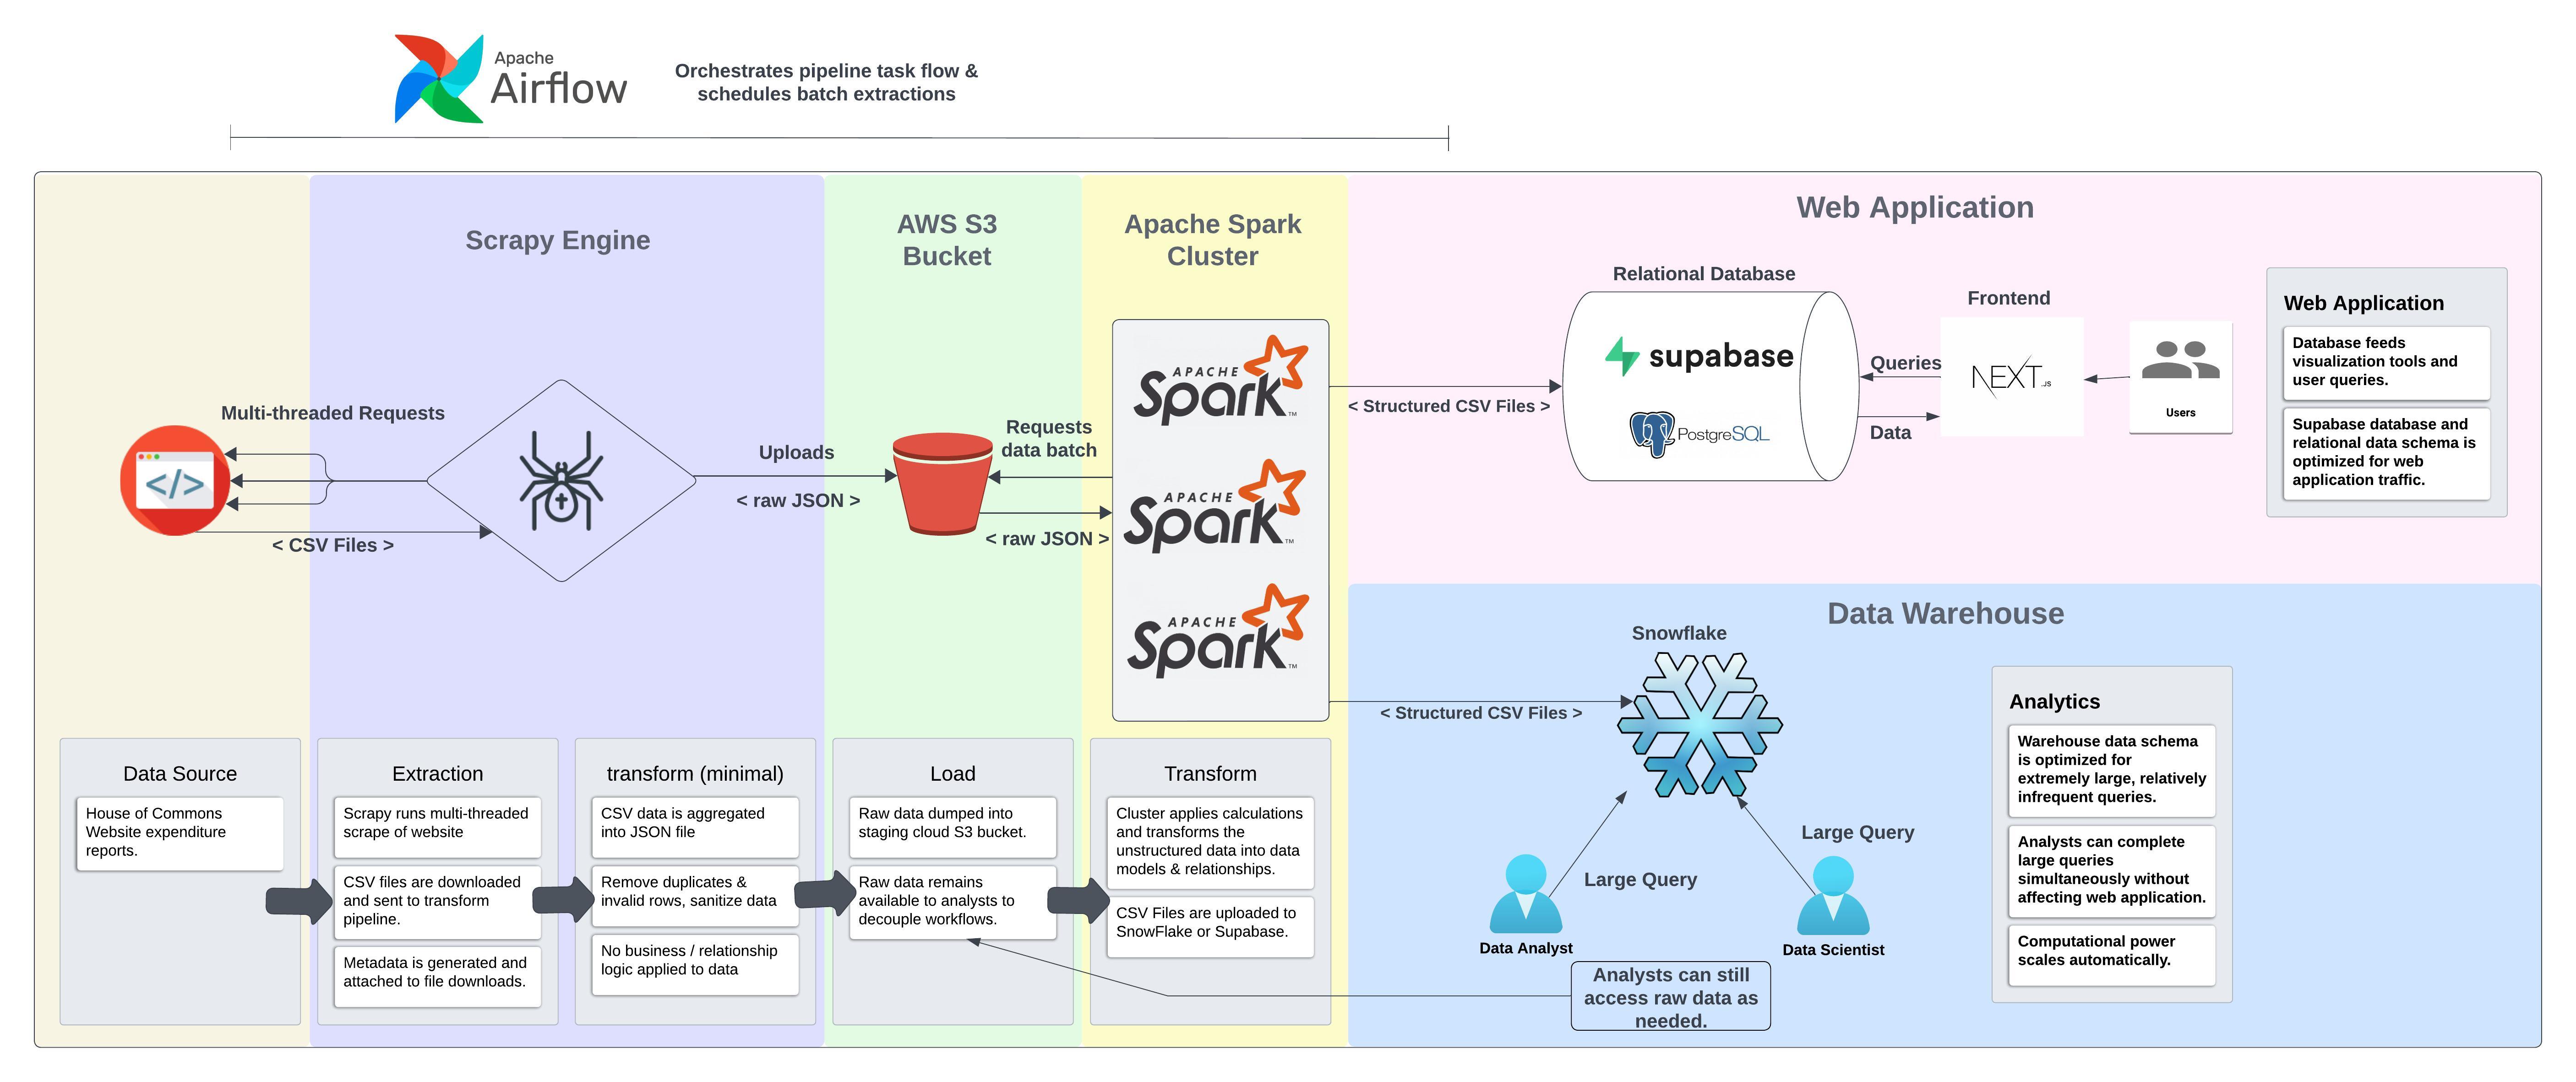 Apache
Airflow
Orchestrates pipeline task flow &
schedules batch extractions
Scrapy Engine
AWS S3
Bucket
Apache Spark
Cluster
Web Application
Multi-threaded Requests
</>
< CSV Files >
Uploads
< raw JSON >
Requests
data batch
< raw JSON >
APACHE
Spark™
APACHE
Spark™
APACHE
Spark™
< Structured CSV Files >
Relational Database
supabase
PostgreSQL
Queries
Data
Frontend
NEXT.JS
Users
Web Application
Database feeds
visualization tools and
user queries.
Supabase database and
relational data schema is
optimized for web
application traffic.
Data Warehouse
Snowflake
< Structured CSV Files >
Large Query
Large Query
Data Analyst
Data Scientist
Analysts can still
access raw data as
needed.
Analytics
Warehouse data schema
is optimized for
extremely large, relatively
infrequent queries.
Analysts can complete
large queries
simultaneously without
affecting web application.
Computational power
scales automatically.
Data Source
House of Commons
Website expenditure
reports.
Extraction
Scrapy runs multi-threaded
scrape of website
CSV files are downloaded
and sent to transform
pipeline.
Metadata is generated and
attached to file downloads.
transform (minimal)
CSV data is aggregated
into JSON file
Remove duplicates &
invalid rows, sanitize data
No business / relationship
logic applied to data
Load
Raw data dumped into
staging cloud S3 bucket.
Raw data remains
available to analysts to
decouple workflows.
Transform
Cluster applies calculations
and transforms the
unstructured data into data
models & relationships.
CSV Files are uploaded to
SnowFlake or Supabase.